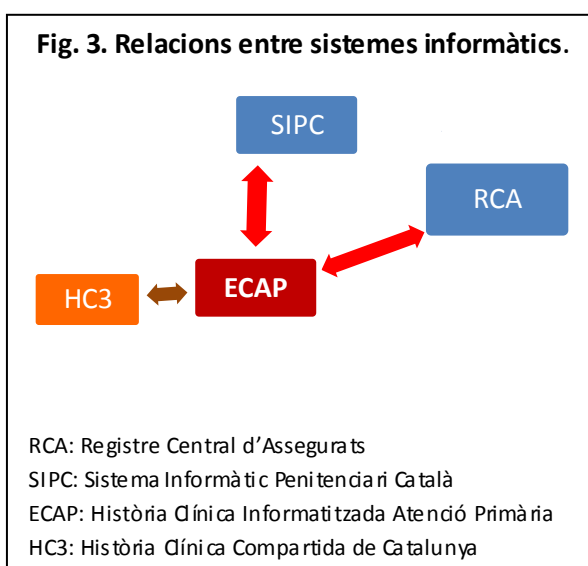 Fig. 3. Relacions entre sistemes informàtics.
SIPC
RCA
HC3
ECAP
RCA: Registre Central d'Assegurats
SIPC: Sistema Informàtic Penitenciari Català
ECAP: Història Clínica Informatitzada Atenció Primària
HC3: Història Clínica Compartida de Catalunya